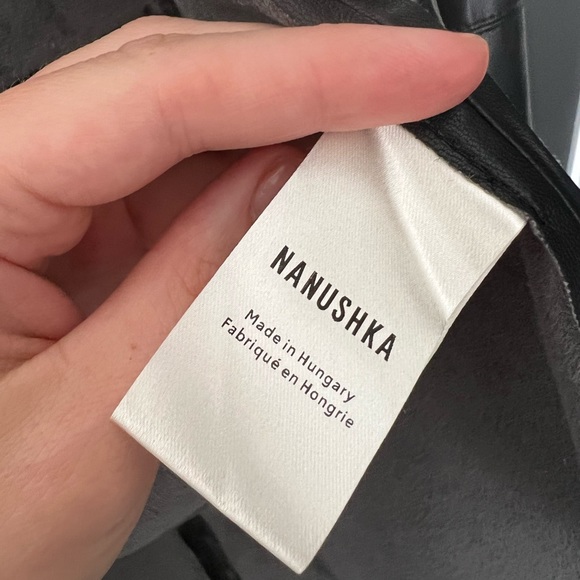 NANUSHKA
Made in Hungary
Fabriqué en Hongrie